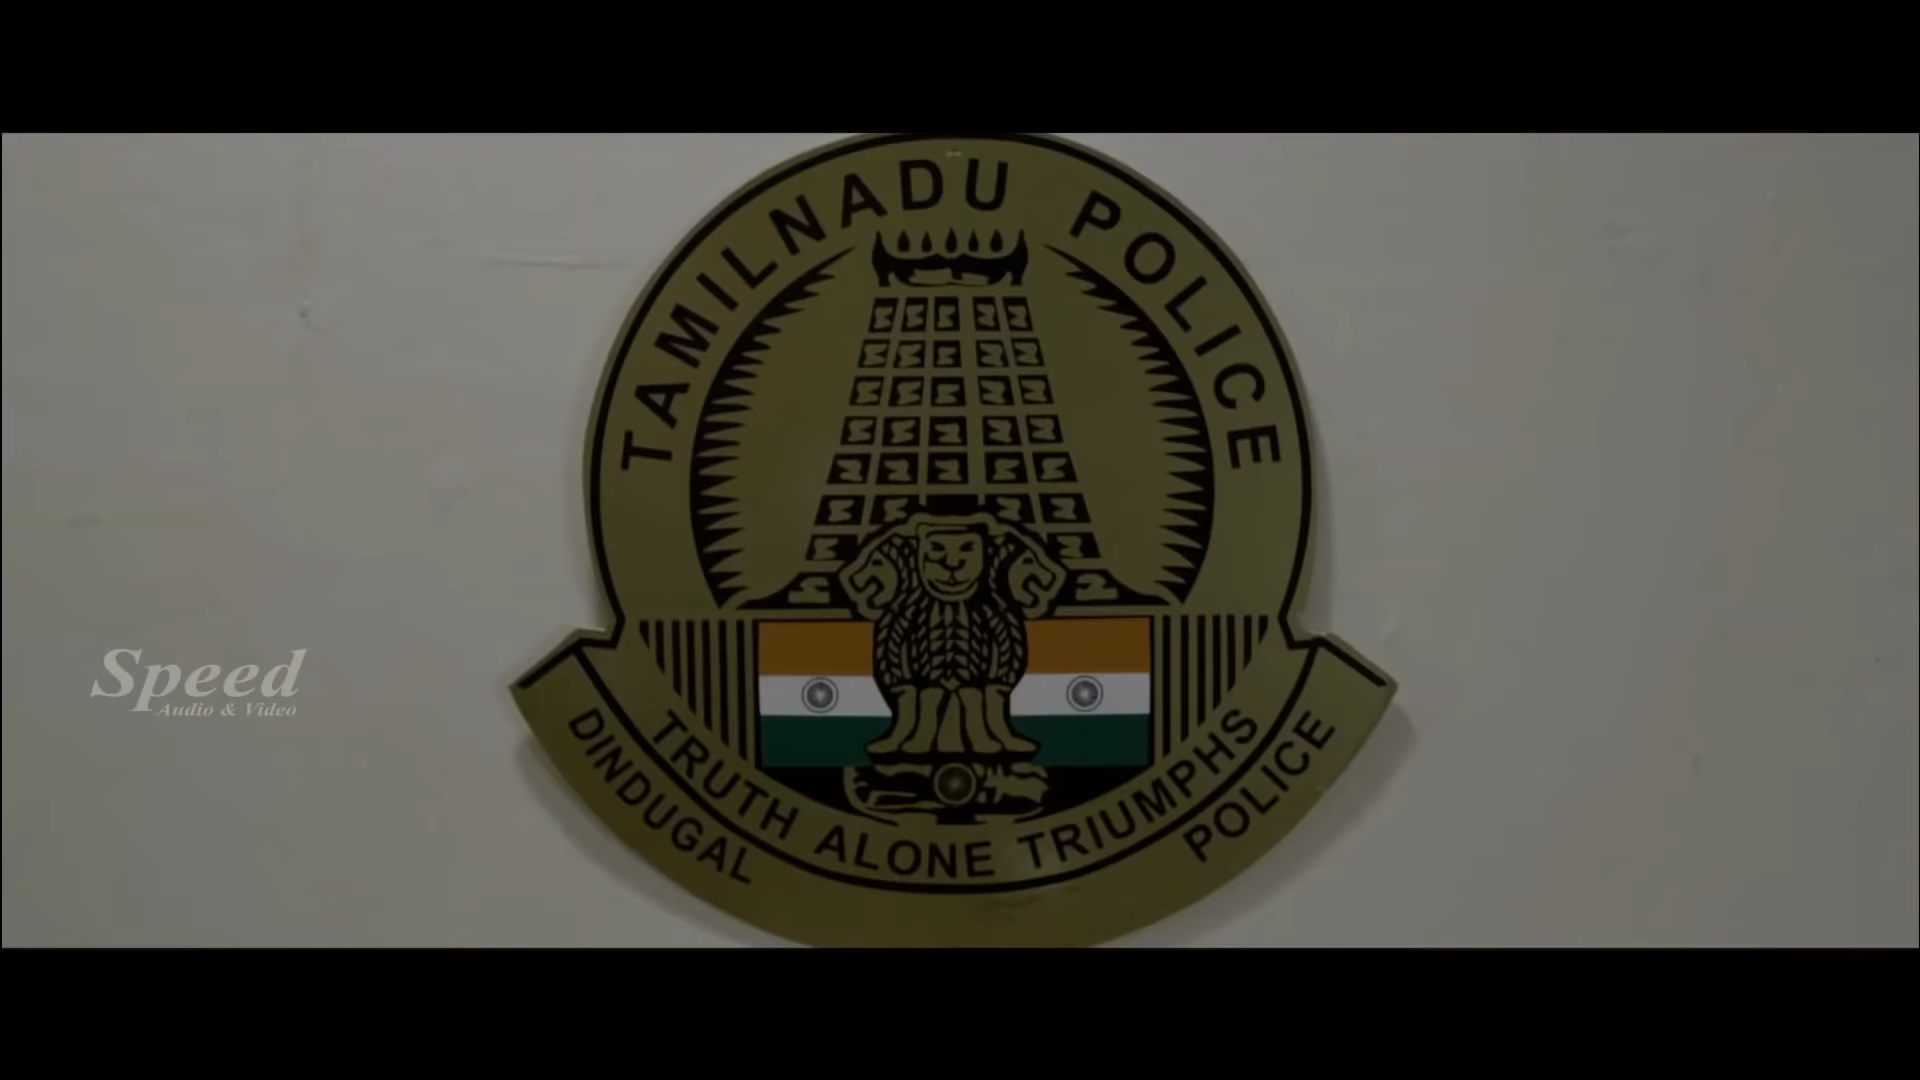 TAMILNADU POLICE
TRUTH ALONE TRIUMPHS
DINDUGAL POLICE
Speed
Audio & Video